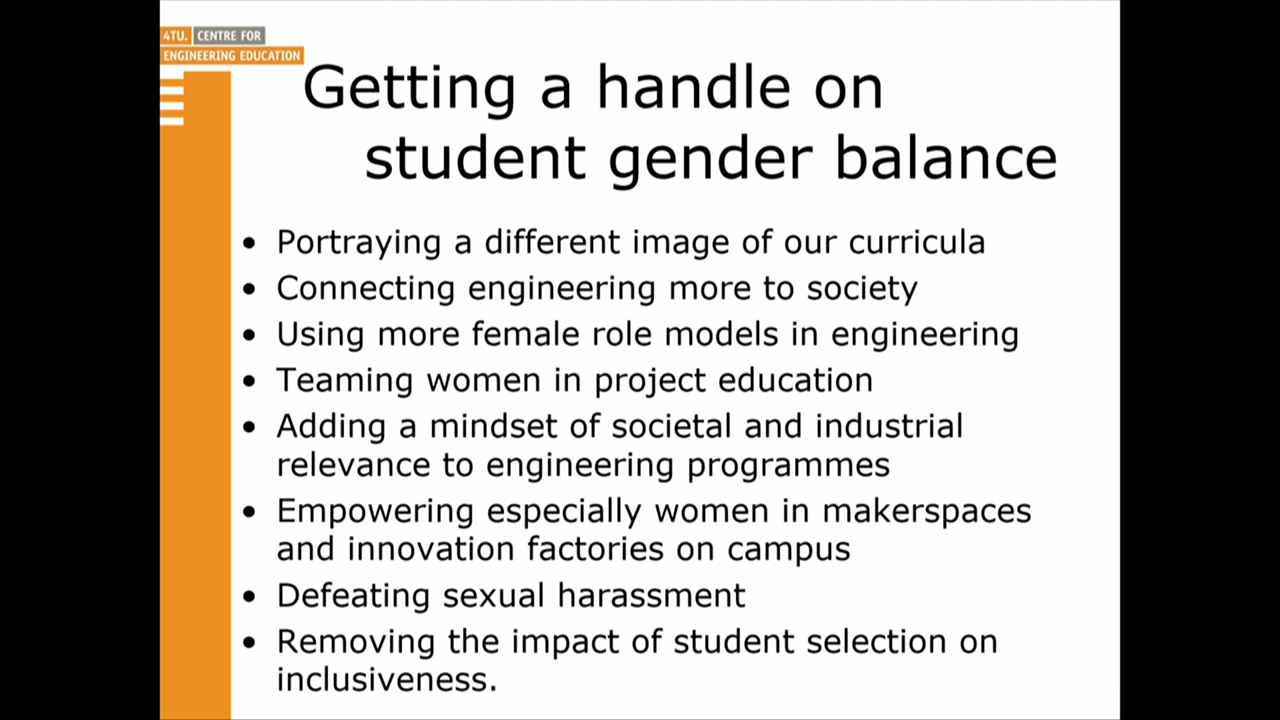 4TU. CENTRE FOR
ENGINEERING EDUCATION
Getting a handle on
student gender balance
• Portraying a different image of our curricula
• Connecting engineering more to society
• Using more female role models in engineering
• Teaming women in project education
• Adding a mindset of societal and industrial
relevance to engineering programmes
• Empowering especially women in makerspaces
and innovation factories on campus
• Defeating sexual harassment
• Removing the impact of student selection on
inclusiveness.